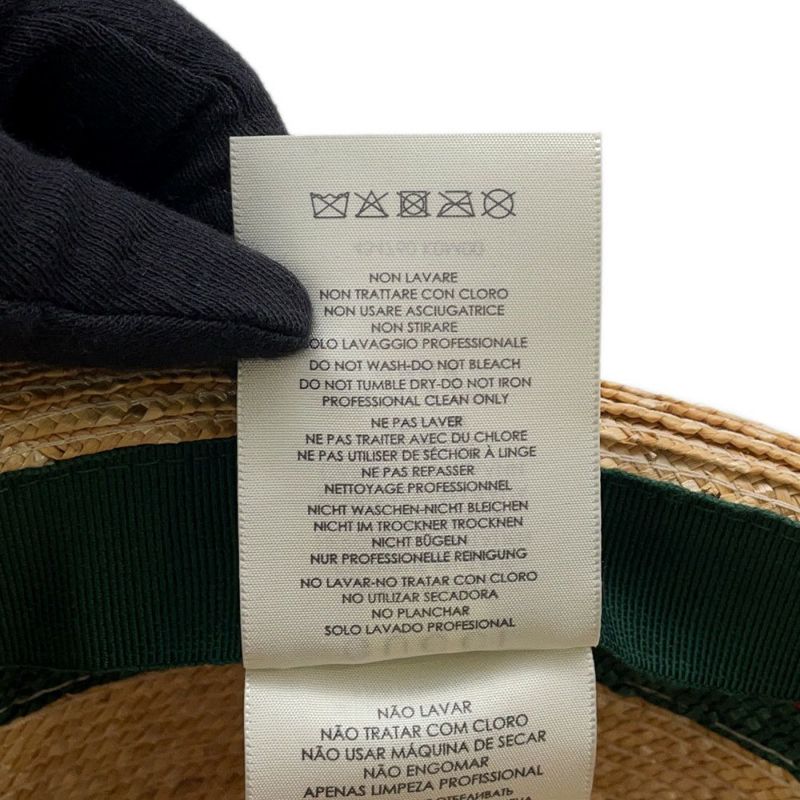 NON LAVARE
NON TRATTARE CON CLORO
NON USARE ASCIUGATRICE
NON STIRARE
OLO LAVAGGIO PROFESSIONALE
DO NOT WASH-DO NOT BLEACH
DO NOT TUMBLE DRY-DO NOT IRON
PROFESSIONAL CLEAN ONLY
NE PAS LAVER
NE PAS TRAITER AVEC DU CHLORE
NE PAS UTILISER DE SÉCHOIR À LINGE
NE PAS REPASSER
NETTOYAGE PROFESSIONNEL
NICHT WASCHEN-NICHT BLEICHEN
NICHT IM TROCKNER TROCKNEN
NICHT BÜGELN
NUR PROFESSIONELLE REINIGUNG
NO LAVAR-NO TRATAR CON CLORO
NO UTILIZAR SECADORA
NO PLANCHAR
SOLO LAVADO PROFESIONAL
NÃO LAVAR
NÃO TRATAR COM CLORO
NÃO USAR MÁQUINA DE SECAR
NÃO ENGOMAR
APENAS LIMPEZA PROFISSIONAL